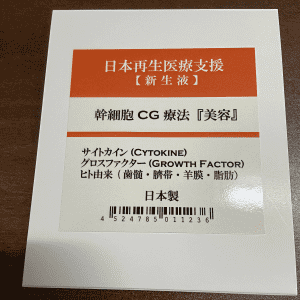 日本再生医療支援
【新生液】
幹細胞 CG 療法『美容』
サイトカイン (CYTOKINE)
グロスファクター (GROWTH FACTOR)
ヒト由来(歯髄・臍帯・羊膜・脂肪)
日本製
4 524785 011236